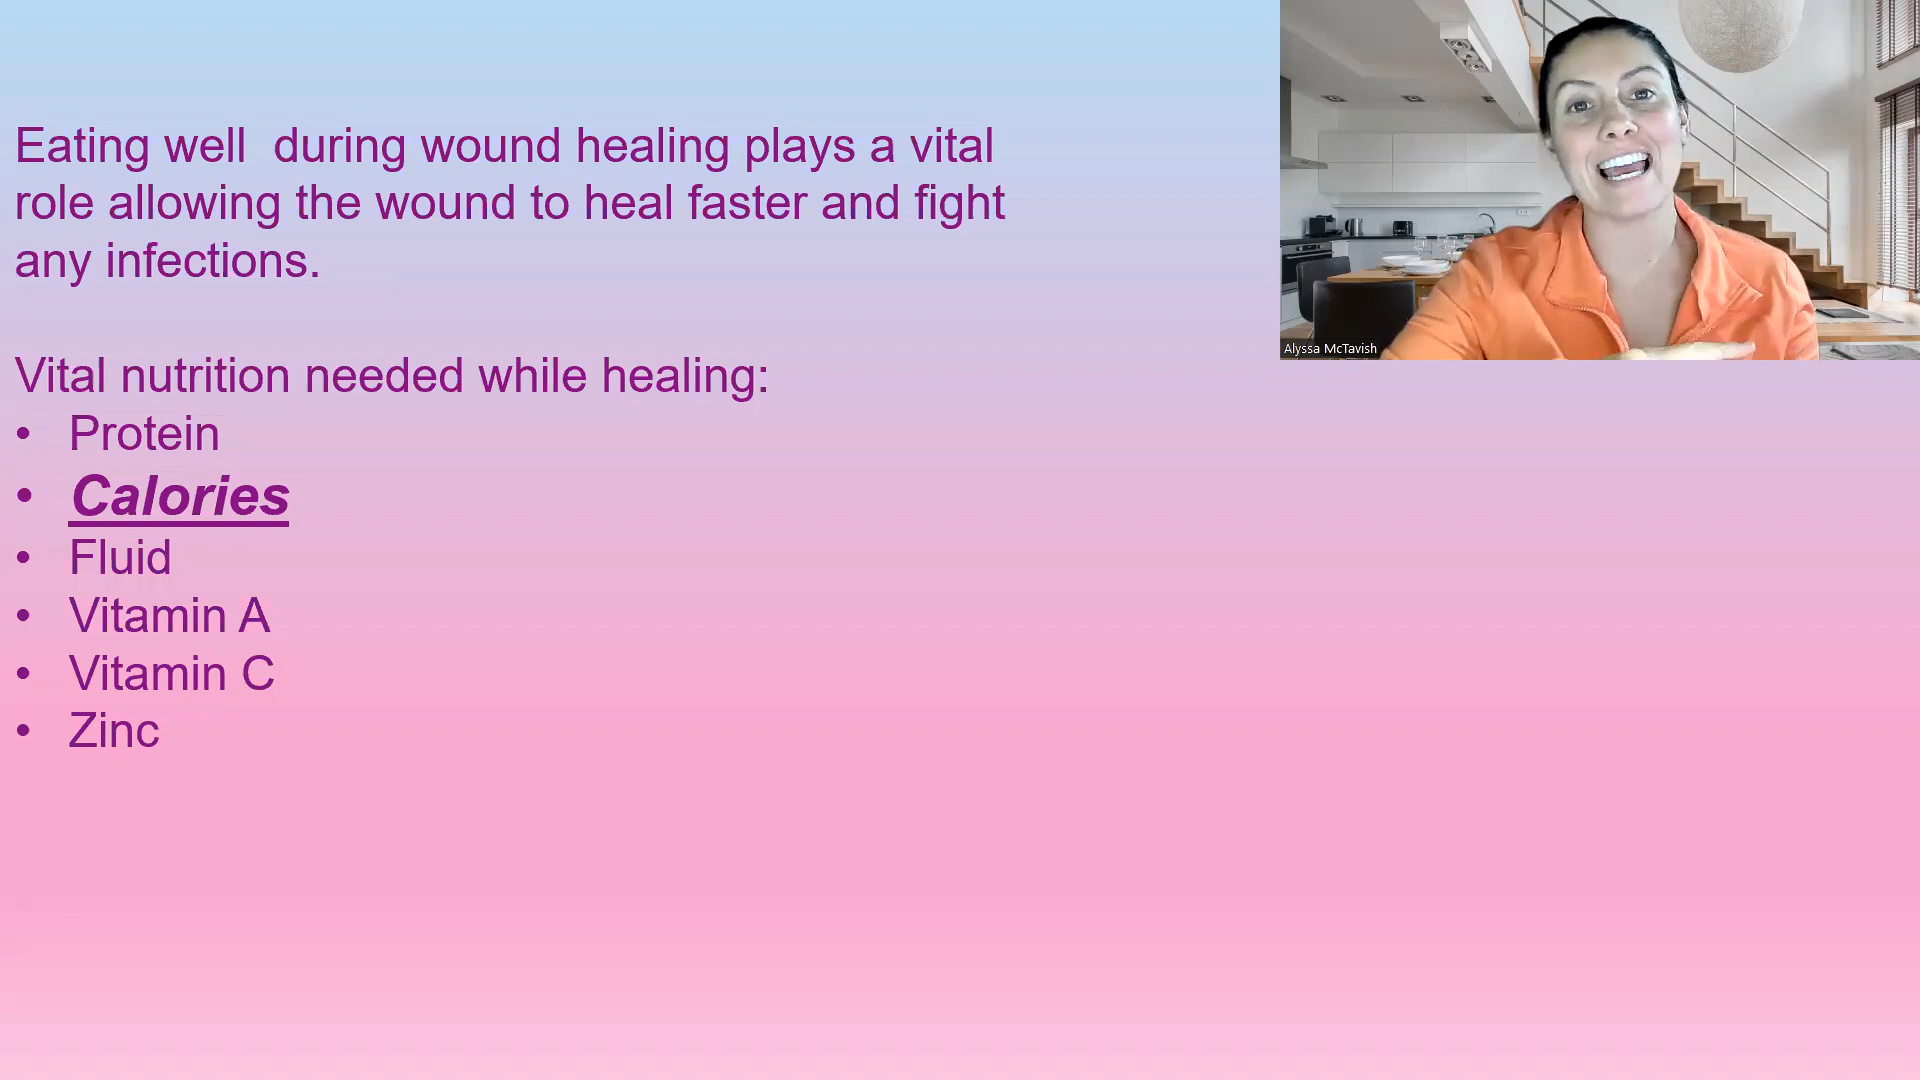 Eating well  during wound healing plays a vital
role allowing the wound to heal faster and fight
any infections.
Vital nutrition needed while healing:
• Protein
• Calories
• Fluid
• Vitamin A
• Vitamin C
• Zinc
Alyssa McTavish